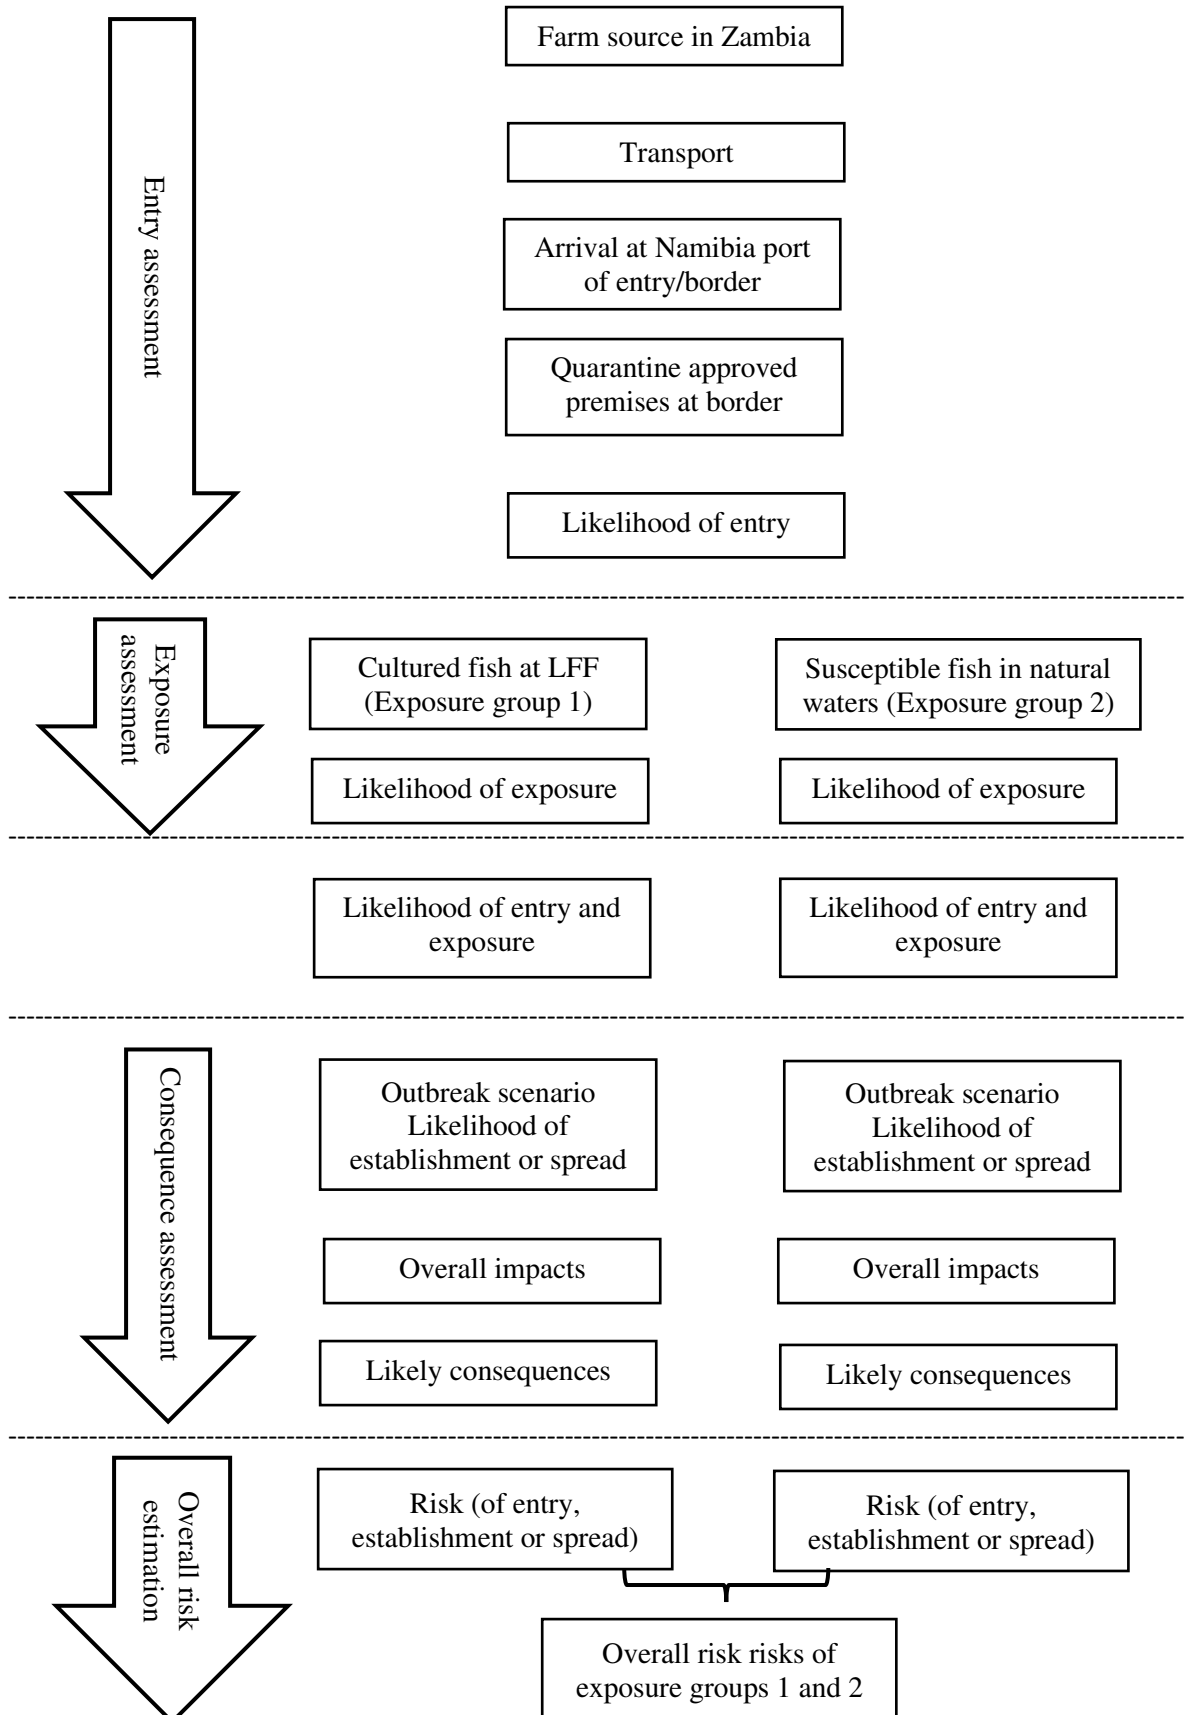 Farm source in Zambia
Transport
Entry assessment
Arrival at Namibia port
of entry/border
Quarantine approved
premises at border
Likelihood of entry
Exposure
assessment
Cultured fish at LFF
(Exposure group 1)
Susceptible fish in natural
waters (Exposure group 2)
Likelihood of exposure
Likelihood of exposure
Likelihood of entry and
exposure
Likelihood of entry and
exposure
Consequence assessment
Outbreak scenario
Likelihood of
establishment or spread
Outbreak scenario
Likelihood of
establishment or spread
Overall impacts
Overall impacts
Likely consequences
Likely consequences
Overall risk
estimation
Risk (of entry,
establishment or spread)
Risk (of entry,
establishment or spread)
Overall risk risks of
exposure groups 1 and 2